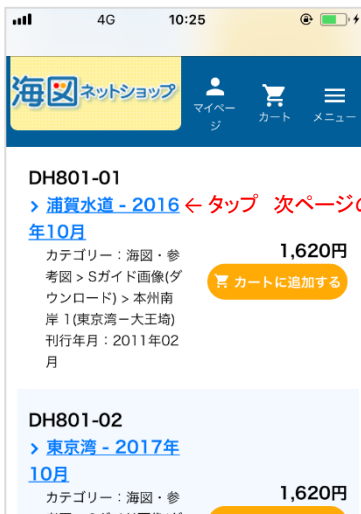 4G 10:25
海図ネットショップ
マイページ カート メニュー
DH801-01
> 浦賀水道 - 2016年10月
← タップ 次ページの
カテゴリー：海図・参考図 > Sガイド画像(ダウンロード) > 本州南岸 1(東京湾ー大王埼)
刊行年月：2011年02月
1,620円
カートに追加する
DH801-02
> 東京湾 - 2017年10月
カテゴリー：海図・参
1,620円